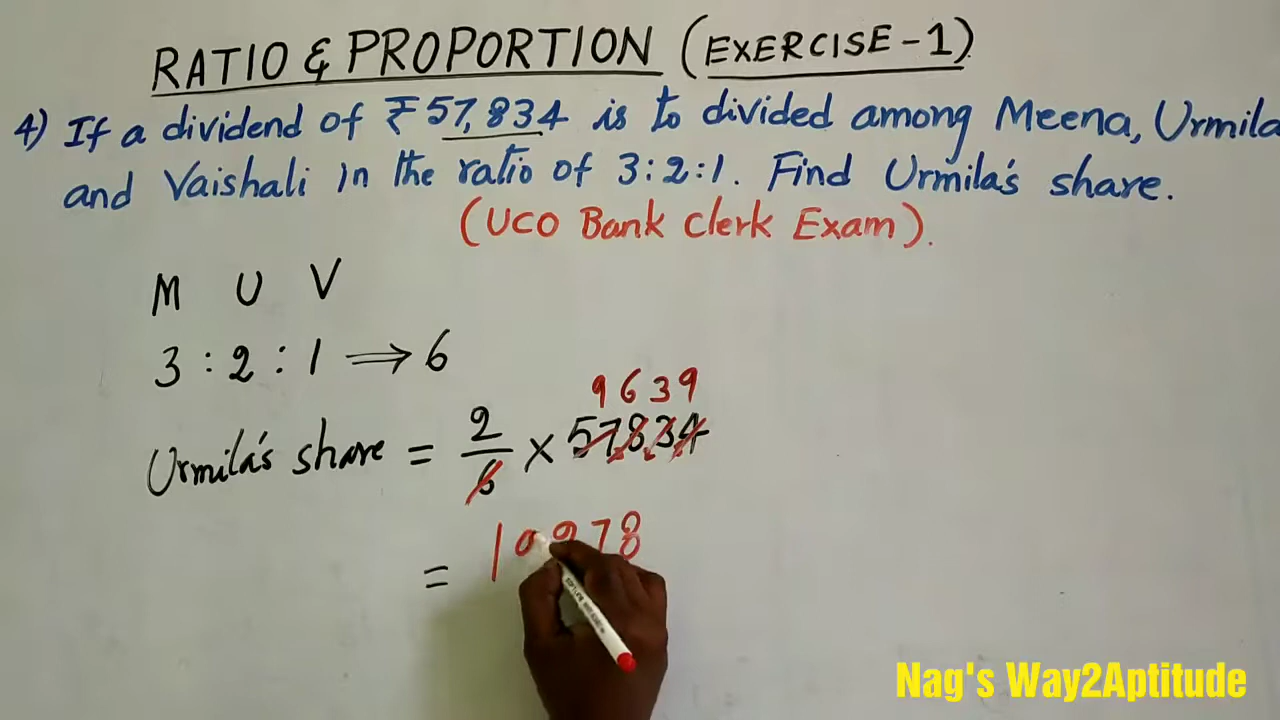 RATIO & PROPORTION (EXERCISE-1)
4) If a dividend of ₹57,834 is to divided among Meena, Urmila
and Vaishali in the ratio of 3:2:1. Find Urmila's share.
(UCO Bank Clerk Exam).
M U V
3 : 2 : 1 ⟹ 6
9639
Urmila's share = 2/6 × 57834
= 19278
Nag's Way2Aptitude